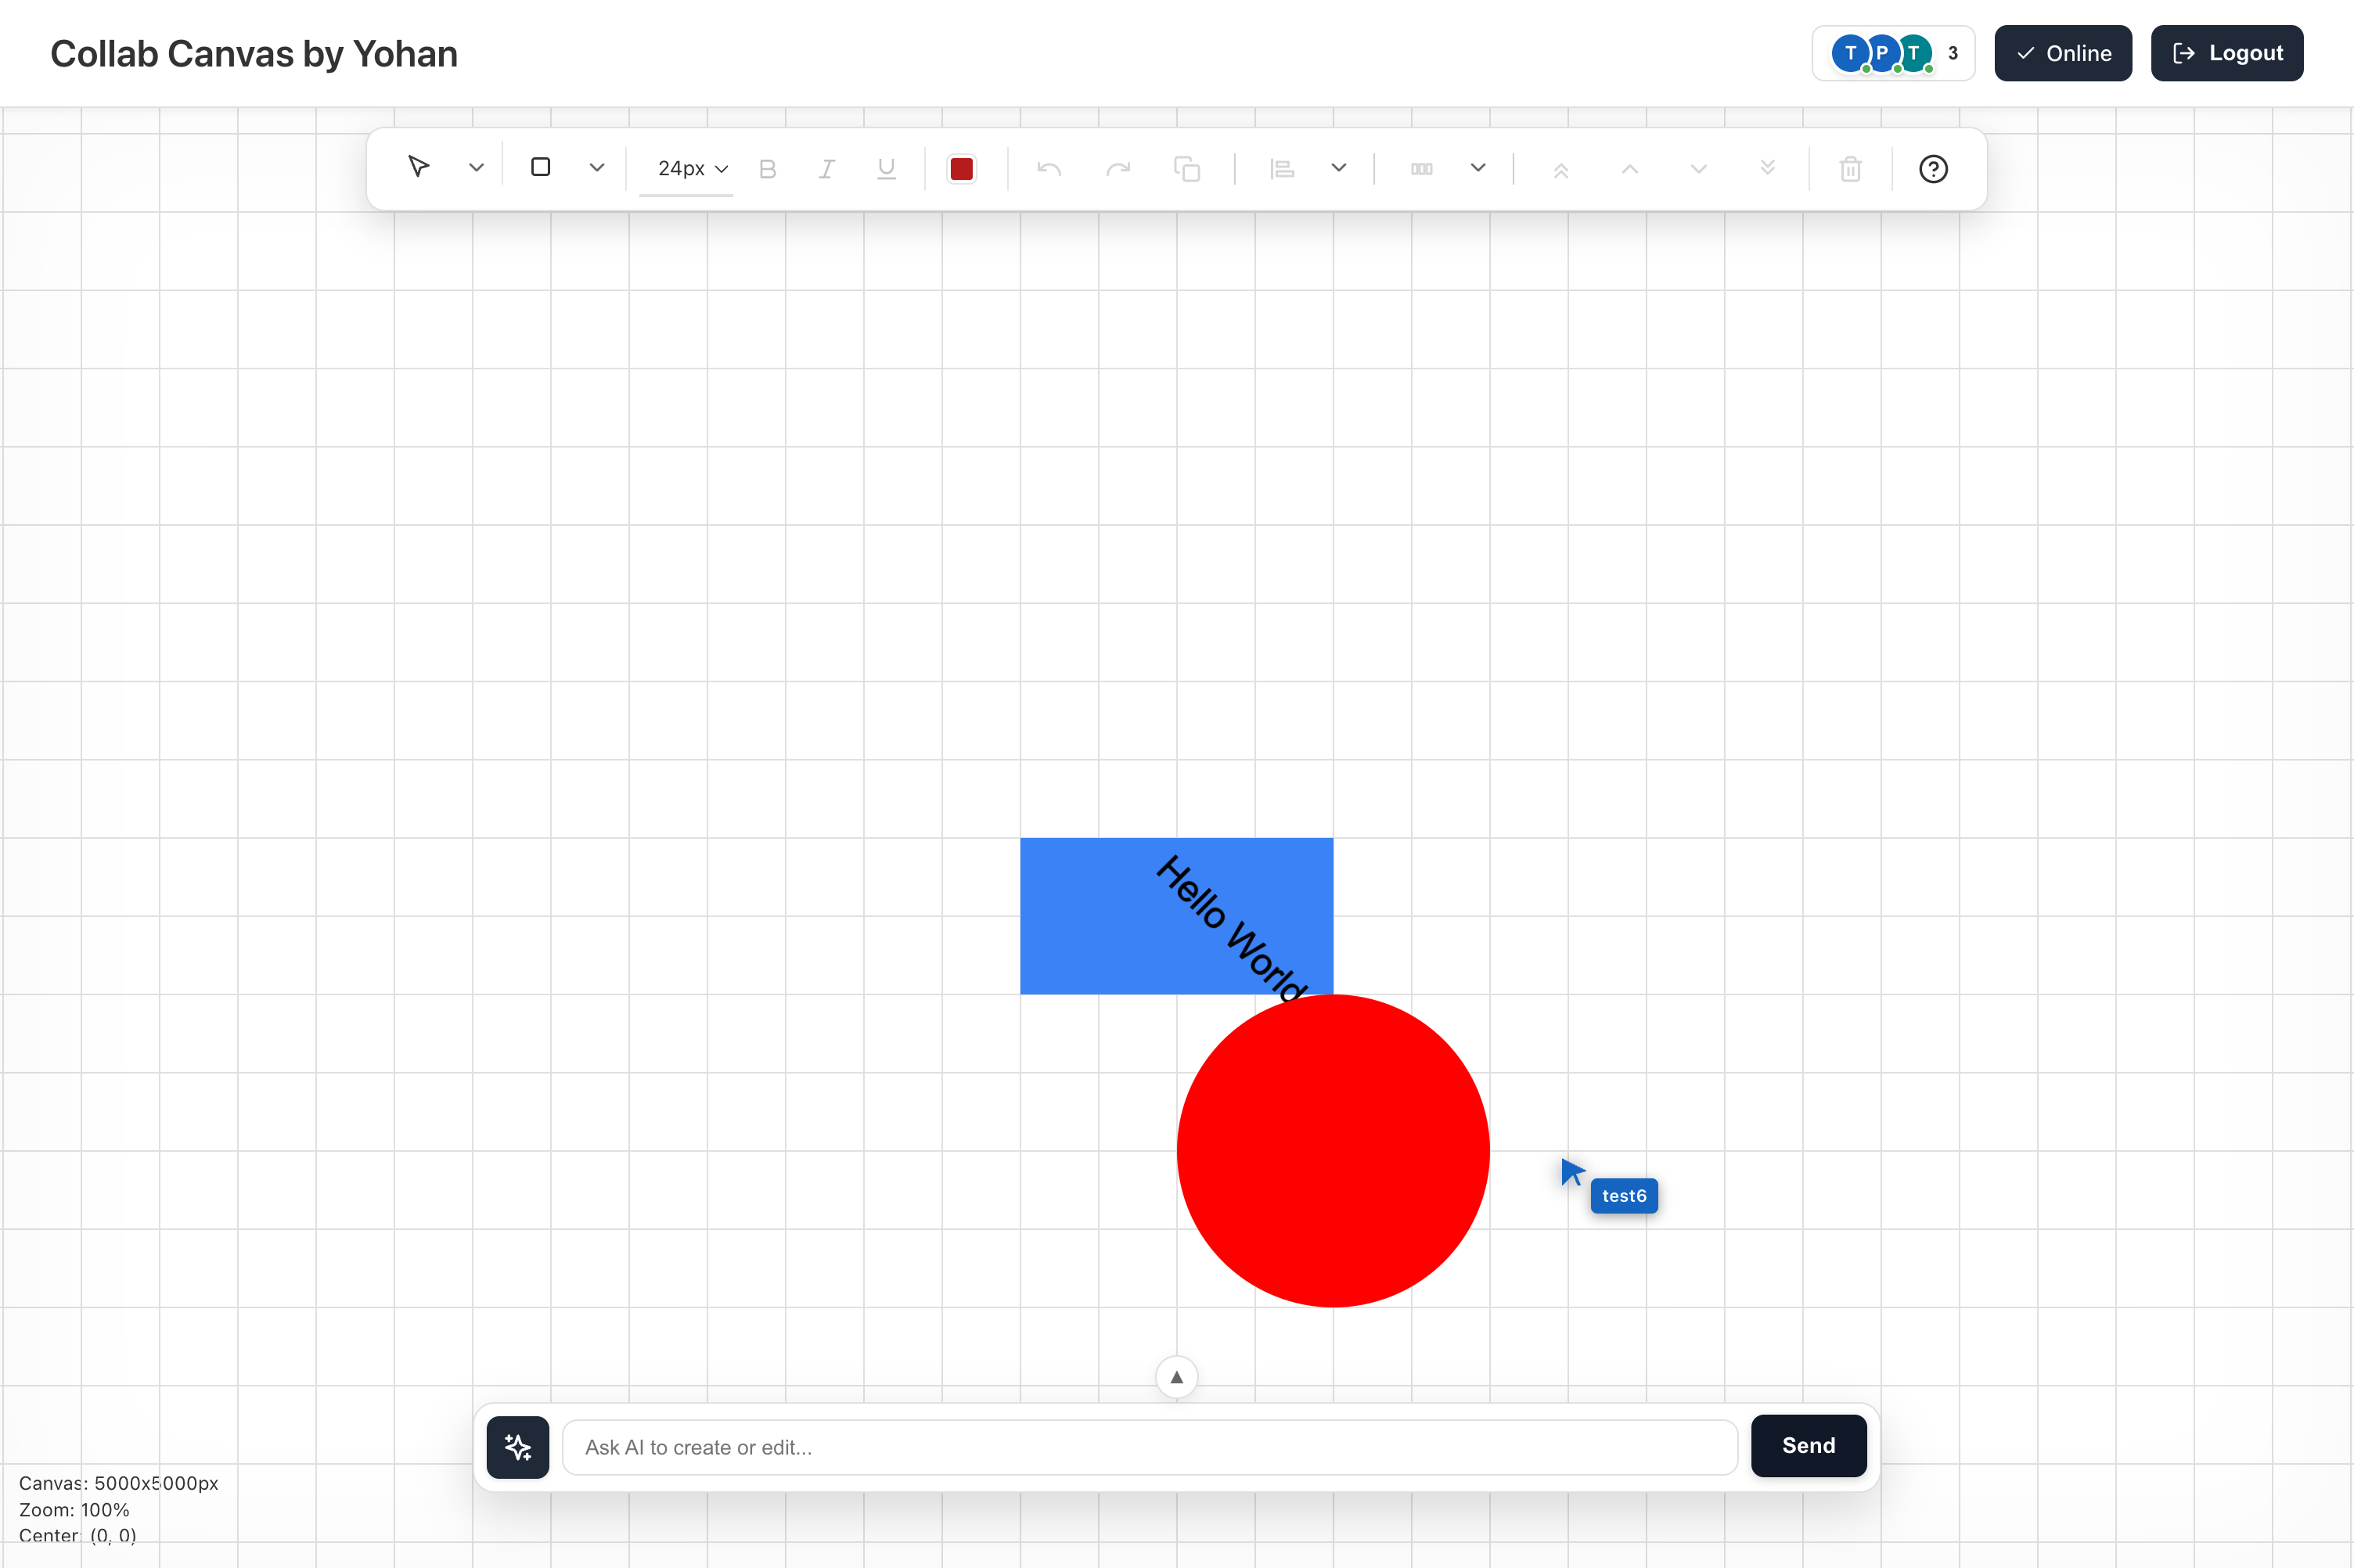 Collab Canvas by Yohan
T P T 3
Online
Logout
24px
Hello World
test6
Ask AI to create or edit...
Send
Canvas: 5000x5000px
Zoom: 100%
Center: (0, 0)